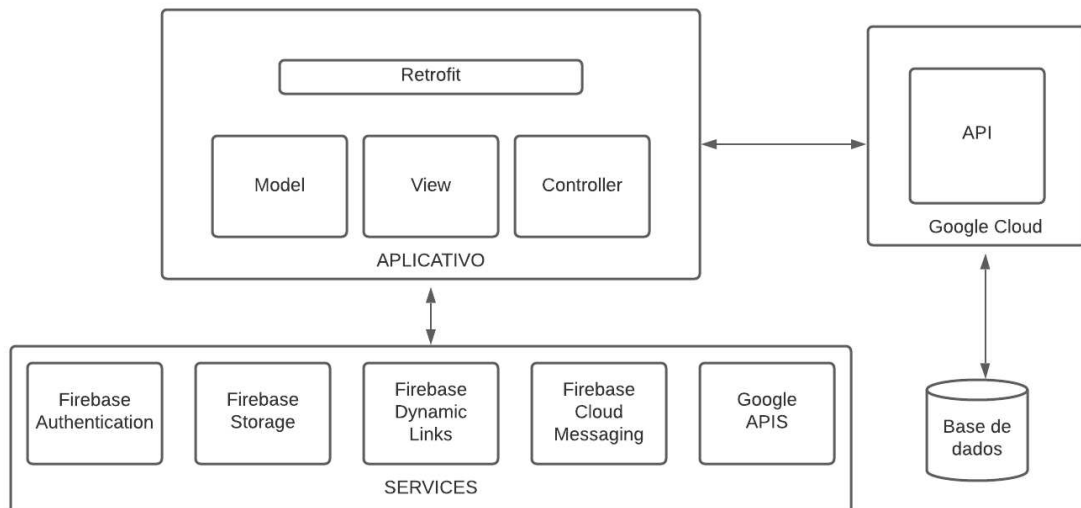 Retrofit
Model
View
Controller
APLICATIVO
API
Google Cloud
Firebase
Authentication
Firebase
Storage
Firebase
Dynamic
Links
Firebase
Cloud
Messaging
Google
APIS
SERVICES
Base de
dados